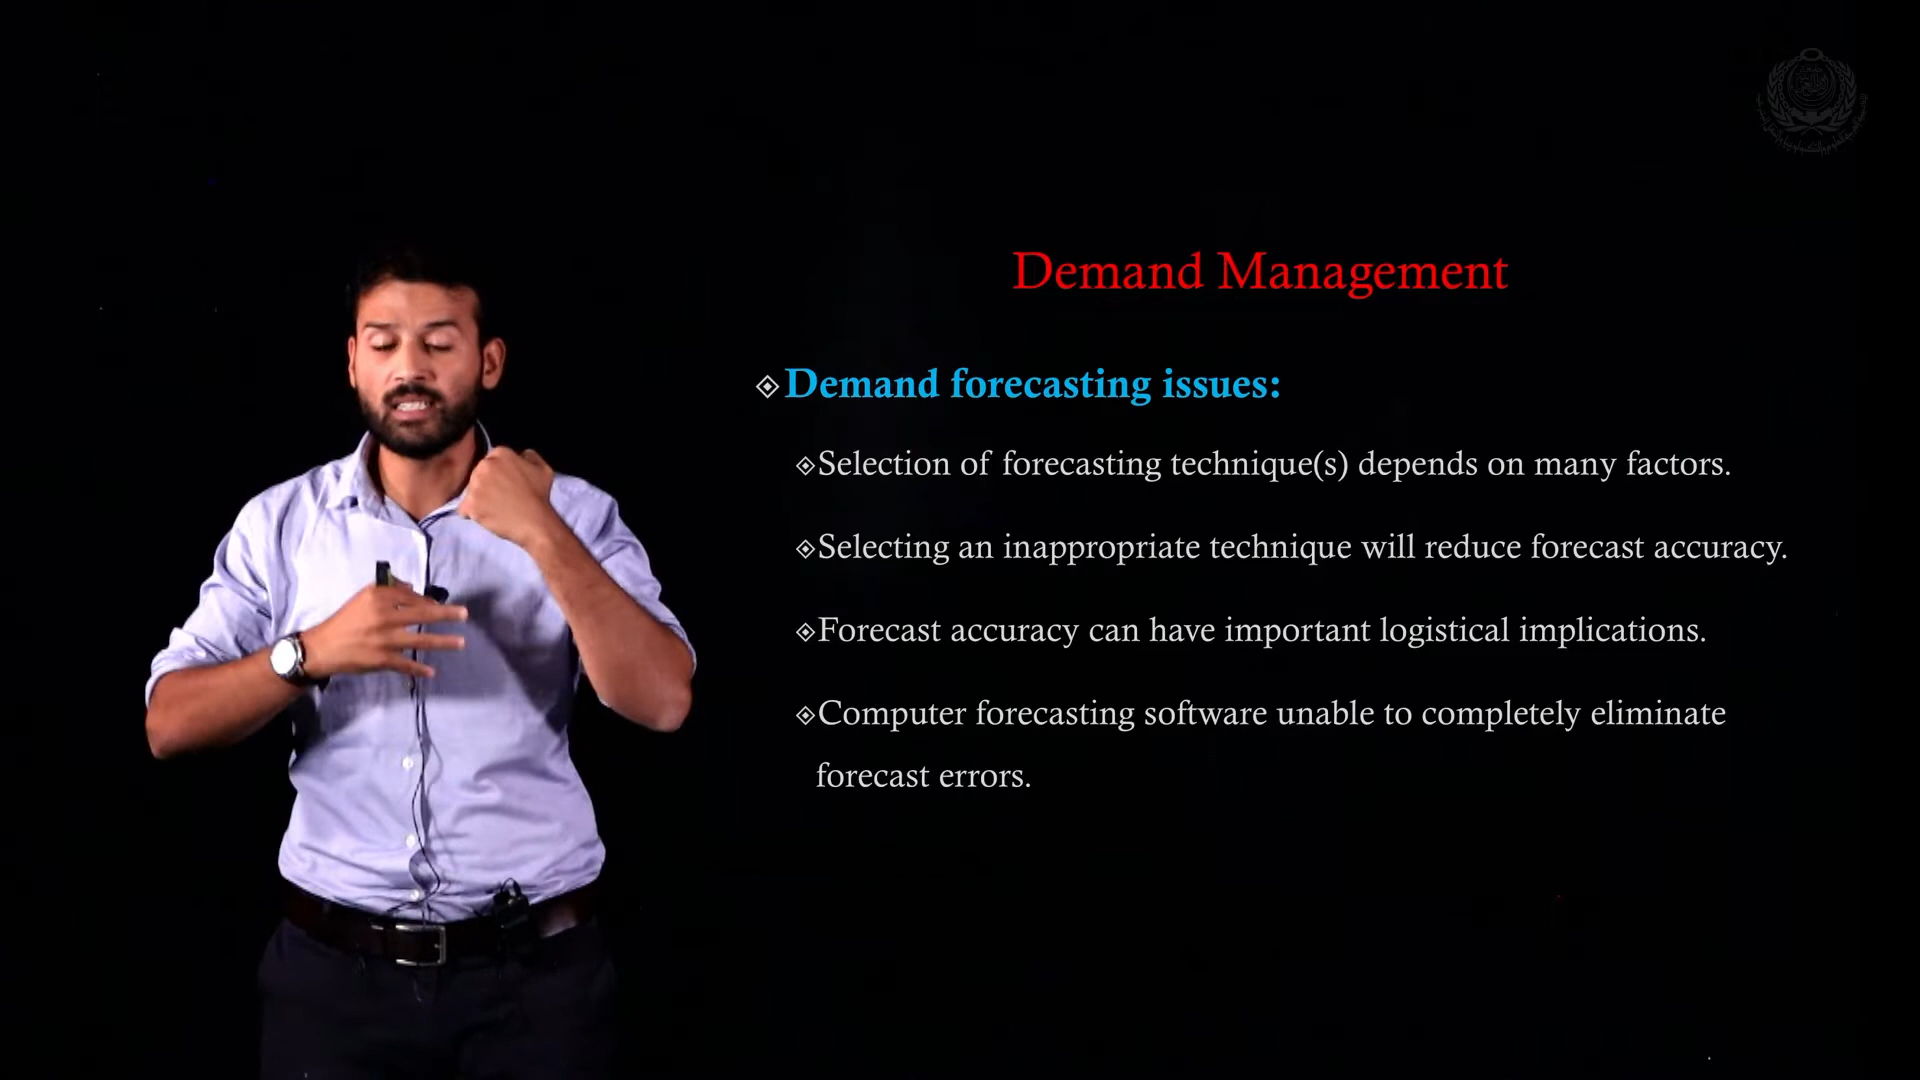 Demand Management
Demand forecasting issues:
Selection of forecasting technique(s) depends on many factors.
Selecting an inappropriate technique will reduce forecast accuracy.
Forecast accuracy can have important logistical implications.
Computer forecasting software unable to completely eliminate
forecast errors.